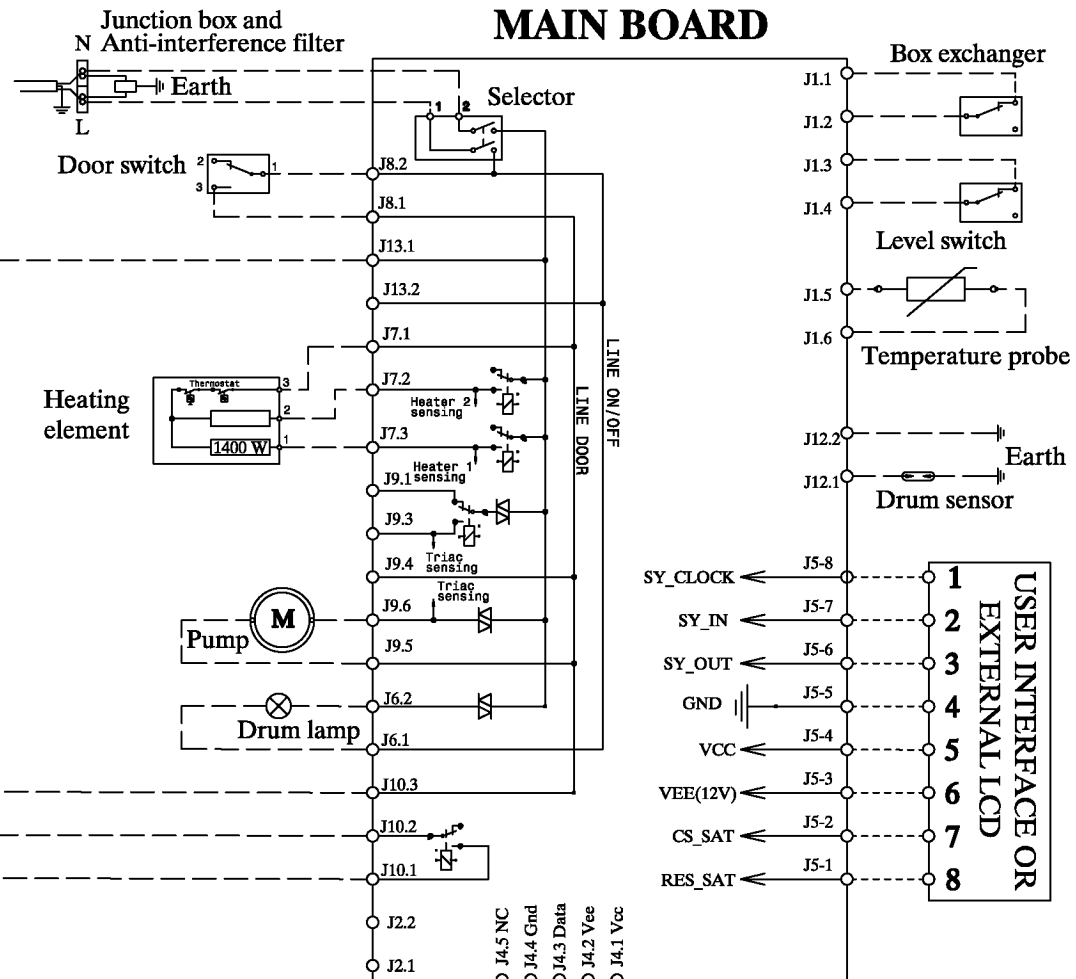 MAIN BOARD
Junction box and
N Anti-interference filter
Earth
L
Selector
1 2
Door switch
2
1
3
J8.2
J8.1
J13.1
J13.2
J7.1
J7.2
Heater 2
sensing
J7.3
Heater 1
sensing
Heating
element
Thermostat
3
2
1
1400 W
J9.1
J9.3
Triac
sensing
J9.4
Triac
sensing
J9.6
M
Pump
J9.5
J6.2
Drum lamp
J6.1
J10.3
J10.2
J10.1
J2.2
J2.1
LINE ON/OFF
LINE DOOR
J4.5 NC
J4.4 Gnd
J4.3 Data
J4.2 Vee
J4.1 Vcc
Box exchanger
J1.1
J1.2
J1.3
J1.4
Level switch
J1.5
J1.6
Temperature probe
J12.2
Earth
J12.1
Drum sensor
SY_CLOCK J5-8 1
SY_IN J5-7 2
SY_OUT J5-6 3
GND J5-5 4
VCC J5-4 5
VEE(12V) J5-3 6
CS_SAT J5-2 7
RES_SAT J5-1 8
USER INTERFACE OR
EXTERNAL LCD